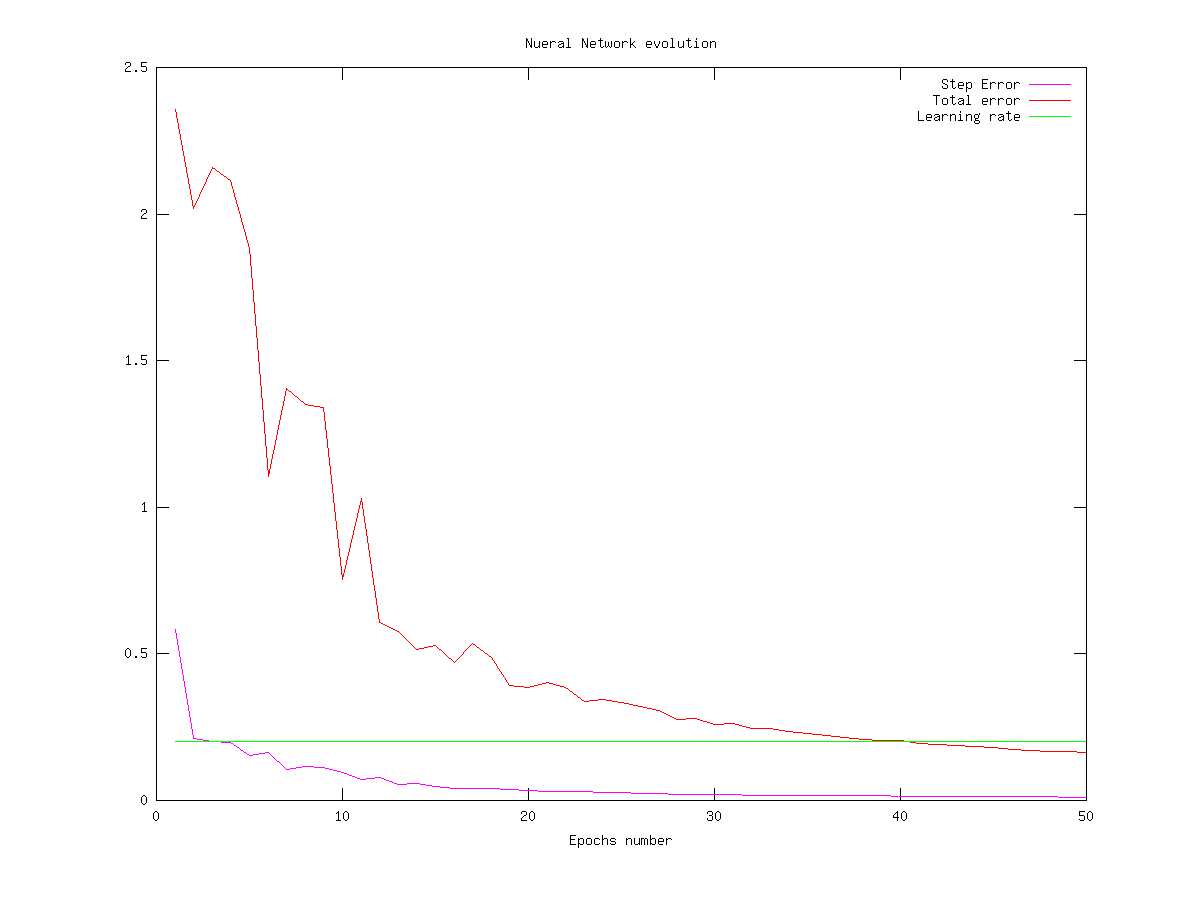 Nueral Network evolution
2.5
2
1.5
1
0.5
0
Step Error
Total error
Learning rate
0 10 20 30 40 50
Epochs number